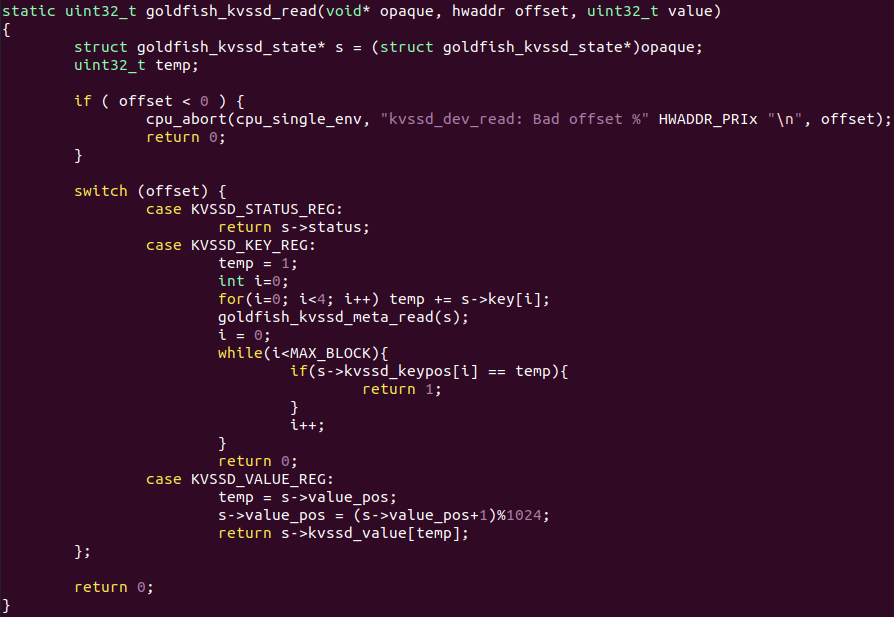 static uint32_t goldfish_kvssd_read(void* opaque, hwaddr offset, uint32_t value)
{
        struct goldfish_kvssd_state* s = (struct goldfish_kvssd_state*)opaque;
        uint32_t temp;

        if ( offset < 0 ) {
                cpu_abort(cpu_single_env, "kvssd_dev_read: Bad offset %" HWADDR_PRIx "\n", offset);
                return 0;
        }

        switch (offset) {
                case KVSSD_STATUS_REG:
                        return s->status;
                case KVSSD_KEY_REG:
                        temp = 1;
                        int i=0;
                        for(i=0; i<4; i++) temp += s->key[i];
                        goldfish_kvssd_meta_read(s);
                        i = 0;
                        while(i<MAX_BLOCK){
                                if(s->kvssd_keypos[i] == temp){
                                        return 1;
                                }
                                i++;
                        }
                        return 0;
                case KVSSD_VALUE_REG:
                        temp = s->value_pos;
                        s->value_pos = (s->value_pos+1)%1024;
                        return s->kvssd_value[temp];
        };

        return 0;
}